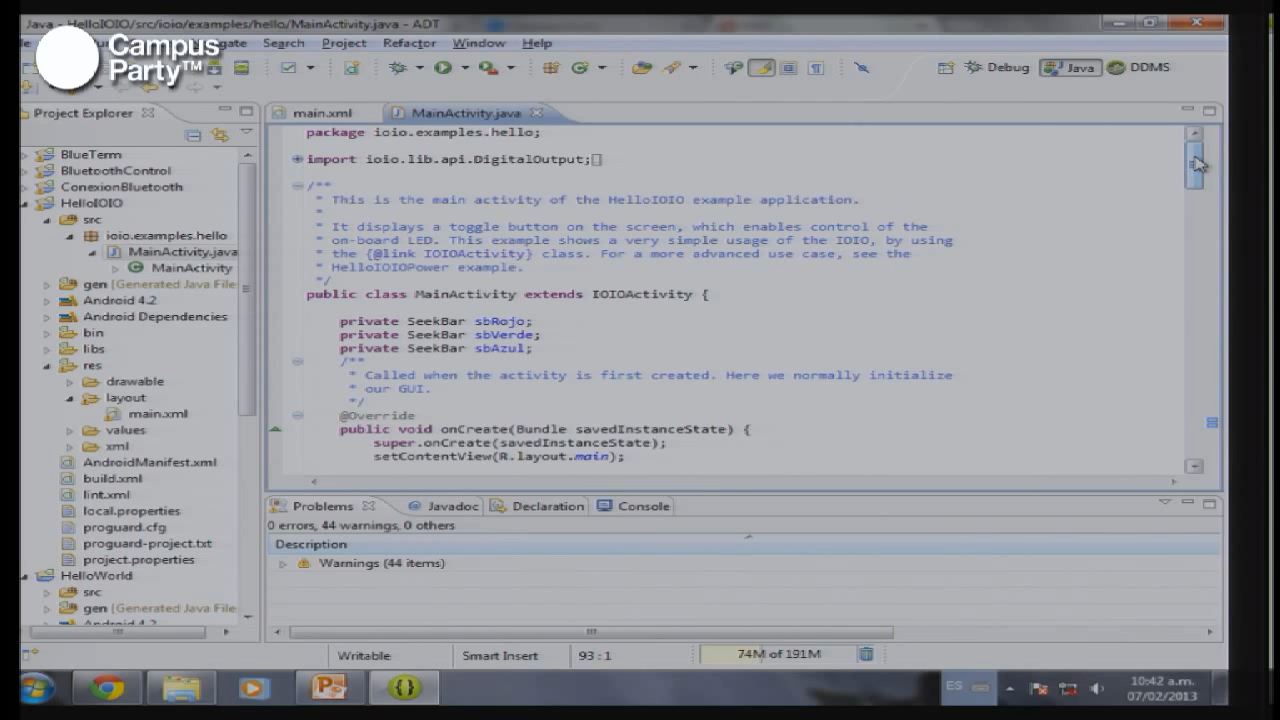 Java - HelloIOIO/src/ioio/examples/hello/MainActivity.java - ADT
Campus
Party™
Search Project Refactor Window Help
Debug Java DDMS
Project Explorer
main.xml MainActivity.java
BlueTerm
BluetoothControl
ConexionBluetooth
HelloIOIO
src
ioio.examples.hello
MainActivity.java
MainActivity
gen [Generated Java File
Android 4.2
Android Dependencies
bin
libs
res
drawable
layout
main.xml
values
xml
AndroidManifest.xml
build.xml
lint.xml
local.properties
proguard.cfg
proguard-project.txt
project.properties
HelloWorld
src
gen [Generated Java File
Android 4.2
package ioio.examples.hello;
import ioio.lib.api.DigitalOutput;
/**
* This is the main activity of the HelloIOIO example application.
*
* It displays a toggle button on the screen, which enables control of the
* on-board LED. This example shows a very simple usage of the IOIO, by using
* the {@link IOIOActivity} class. For a more advanced use case, see the
* HelloIOIOPower example.
*/
public class MainActivity extends IOIOActivity {
private SeekBar sbRojo;
private SeekBar sbVerde;
private SeekBar sbAzul;
/**
* Called when the activity is first created. Here we normally initialize
* our GUI.
*/
@Override
public void onCreate(Bundle savedInstanceState) {
super.onCreate(savedInstanceState);
setContentView(R.layout.main);
Problems @ Javadoc Declaration Console
0 errors, 44 warnings, 0 others
Description
Warnings (44 items)
Writable Smart Insert 93 : 1 74M of 191M
ES 10:42 a.m.
07/02/2013